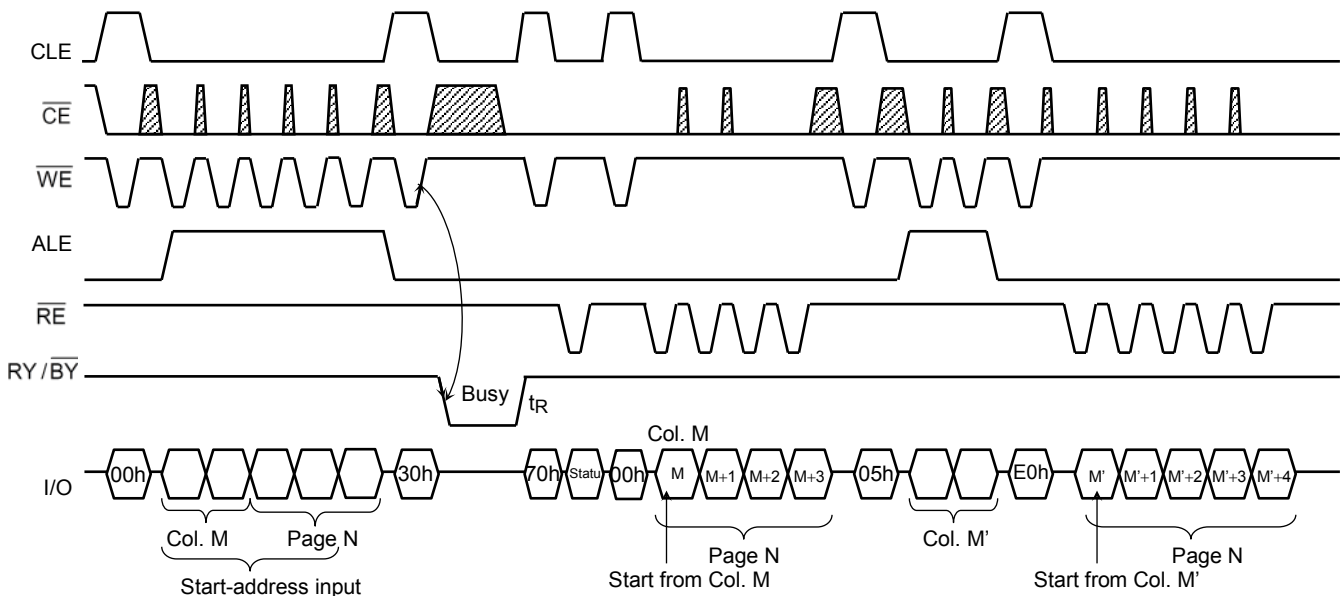 CLE
CE
WE
ALE
RE
RY / BY
Busy
tR
Col. M
I/O
00h
30h
70h
Statu
00h
M
M+1
M+2
M+3
05h
E0h
M'
M'+1
M'+2
M'+3
M'+4
Col. M
Page N
Start-address input
Page N
Start from Col. M
Col. M'
Page N
Start from Col. M'